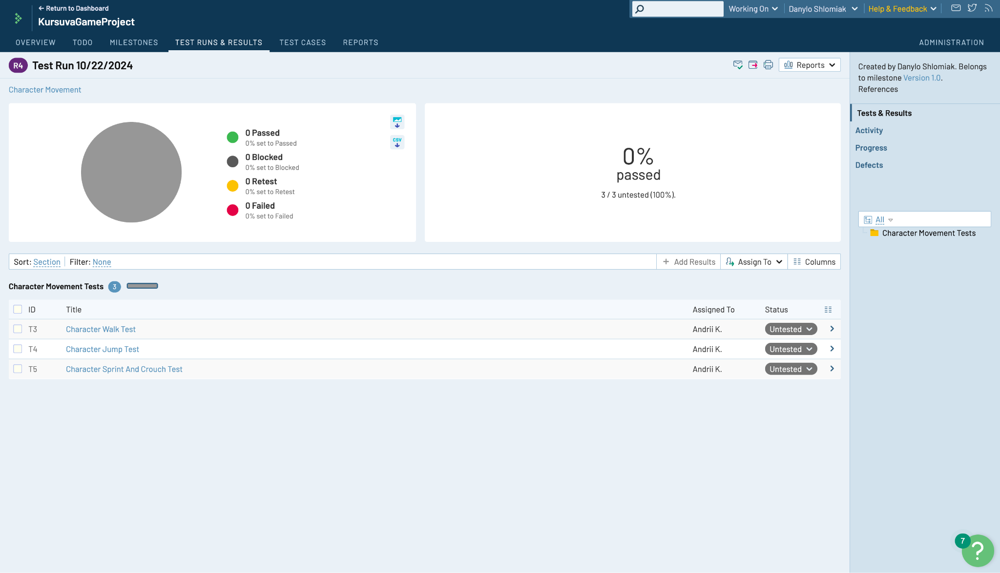 ← Return to Dashboard
KursuvaGameProject
Working On
Danylo Shlomiak
Help & Feedback
OVERVIEW
TODO
MILESTONES
TEST RUNS & RESULTS
TEST CASES
REPORTS
ADMINISTRATION
R4
Test Run 10/22/2024
Reports
Character Movement
0 Passed
0% set to Passed
0 Blocked
0% set to Blocked
0 Retest
0% set to Retest
0 Failed
0% set to Failed
CSV
0%
passed
3 / 3 untested (100%).
Sort: Section
Filter: None
+ Add Results
Assign To
Columns
Character Movement Tests 3
ID Title Assigned To Status
T3 Character Walk Test Andrii K. Untested
T4 Character Jump Test Andrii K. Untested
T5 Character Sprint And Crouch Test Andrii K. Untested
Created by Danylo Shlomiak. Belongs
to milestone Version 1.0.
References
Tests & Results
Activity
Progress
Defects
All
Character Movement Tests
7
?